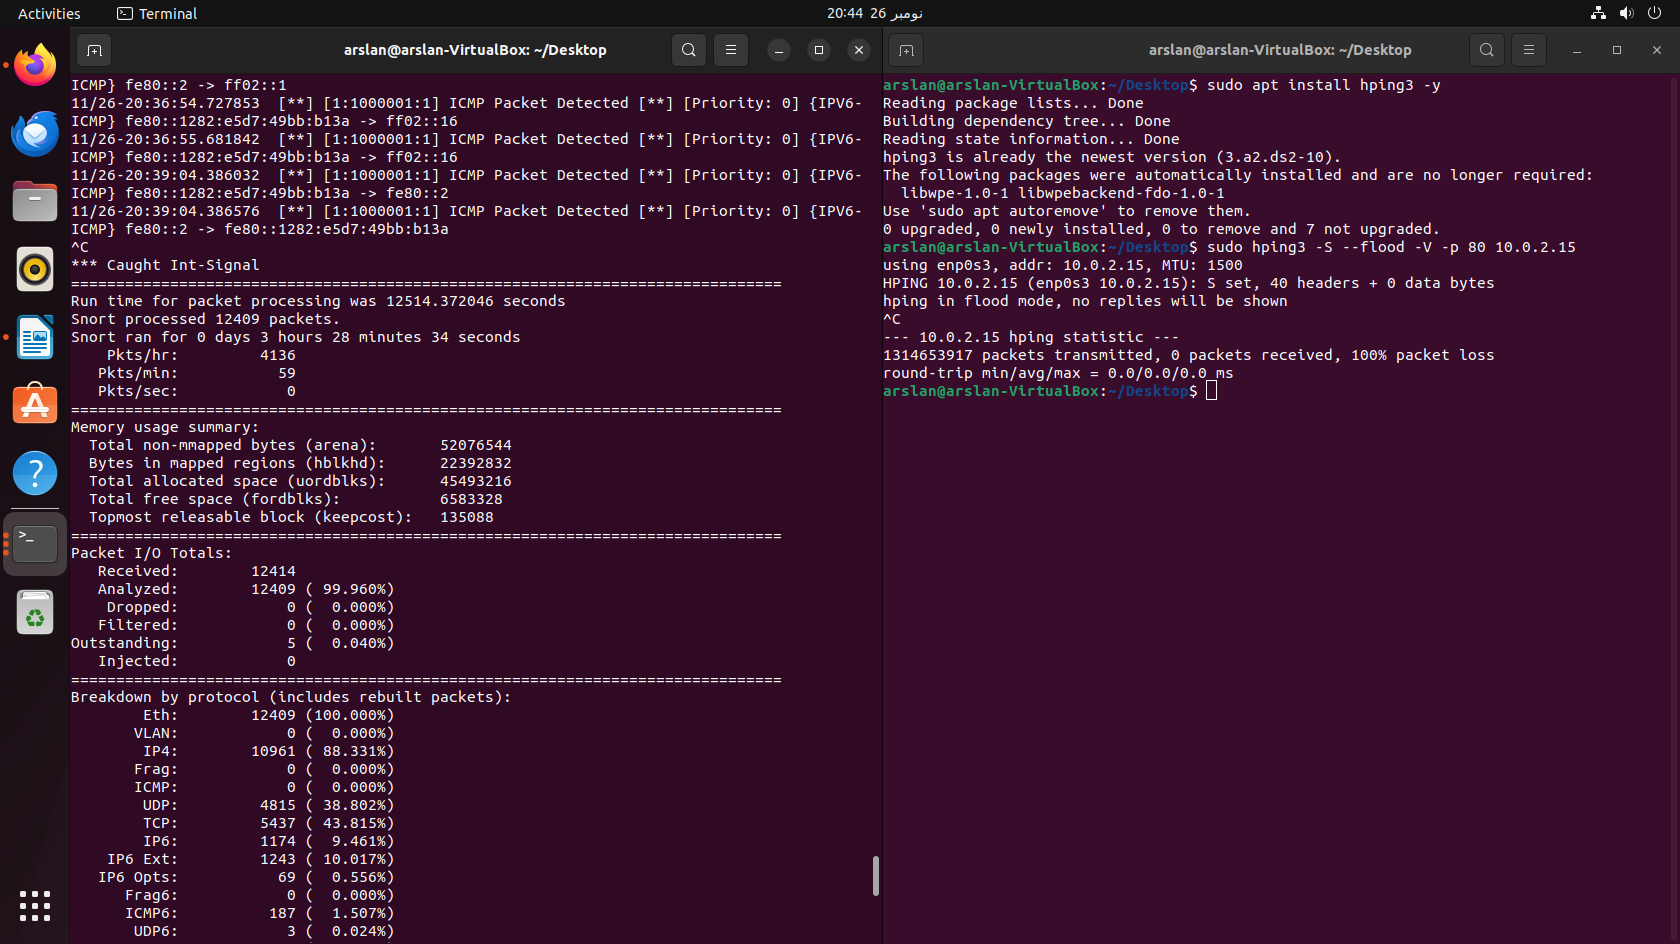 Activities
Terminal
20:44 26 نومبر
arslan@arslan-VirtualBox: ~/Desktop
ICMP} fe80::2 -> ff02::1
11/26-20:36:54.727853  [**] [1:1000001:1] ICMP Packet Detected [**] [Priority: 0] {IPV6-
ICMP} fe80::1282:e5d7:49bb:b13a -> ff02::16
11/26-20:36:55.681842  [**] [1:1000001:1] ICMP Packet Detected [**] [Priority: 0] {IPV6-
ICMP} fe80::1282:e5d7:49bb:b13a -> ff02::16
11/26-20:39:04.386032  [**] [1:1000001:1] ICMP Packet Detected [**] [Priority: 0] {IPV6-
ICMP} fe80::1282:e5d7:49bb:b13a -> fe80::2
11/26-20:39:04.386576  [**] [1:1000001:1] ICMP Packet Detected [**] [Priority: 0] {IPV6-
ICMP} fe80::2 -> fe80::1282:e5d7:49bb:b13a
^C
*** Caught Int-Signal
===============================================================================
Run time for packet processing was 12514.372046 seconds
Snort processed 12409 packets.
Snort ran for 0 days 3 hours 28 minutes 34 seconds
   Pkts/hr:         4136
  Pkts/min:           59
  Pkts/sec:            0
===============================================================================
Memory usage summary:
  Total non-mmapped bytes (arena):       52076544
  Bytes in mapped regions (hblkhd):      22392832
  Total allocated space (uordblks):      45493216
  Total free space (fordblks):           6583328
  Topmost releasable block (keepcost):   135088
===============================================================================
Packet I/O Totals:
   Received:        12414
   Analyzed:        12409 ( 99.960%)
    Dropped:            0 (  0.000%)
   Filtered:            0 (  0.000%)
Outstanding:            5 (  0.040%)
   Injected:            0
===============================================================================
Breakdown by protocol (includes rebuilt packets):
        Eth:        12409 (100.000%)
       VLAN:            0 (  0.000%)
        IP4:        10961 ( 88.331%)
       Frag:            0 (  0.000%)
       ICMP:            0 (  0.000%)
        UDP:         4815 ( 38.802%)
        TCP:         5437 ( 43.815%)
        IP6:         1174 (  9.461%)
    IP6 Ext:         1243 ( 10.017%)
   IP6 Opts:           69 (  0.556%)
      Frag6:            0 (  0.000%)
      ICMP6:          187 (  1.507%)
       UDP6:            3 (  0.024%)
arslan@arslan-VirtualBox: ~/Desktop
arslan@arslan-VirtualBox:~/Desktop$ sudo apt install hping3 -y
Reading package lists... Done
Building dependency tree... Done
Reading state information... Done
hping3 is already the newest version (3.a2.ds2-10).
The following packages were automatically installed and are no longer required:
  libwpe-1.0-1 libwpebackend-fdo-1.0-1
Use 'sudo apt autoremove' to remove them.
0 upgraded, 0 newly installed, 0 to remove and 7 not upgraded.
arslan@arslan-VirtualBox:~/Desktop$ sudo hping3 -S --flood -V -p 80 10.0.2.15
using enp0s3, addr: 10.0.2.15, MTU: 1500
HPING 10.0.2.15 (enp0s3 10.0.2.15): S set, 40 headers + 0 data bytes
hping in flood mode, no replies will be shown
^C
--- 10.0.2.15 hping statistic ---
1314653917 packets transmitted, 0 packets received, 100% packet loss
round-trip min/avg/max = 0.0/0.0/0.0 ms
arslan@arslan-VirtualBox:~/Desktop$